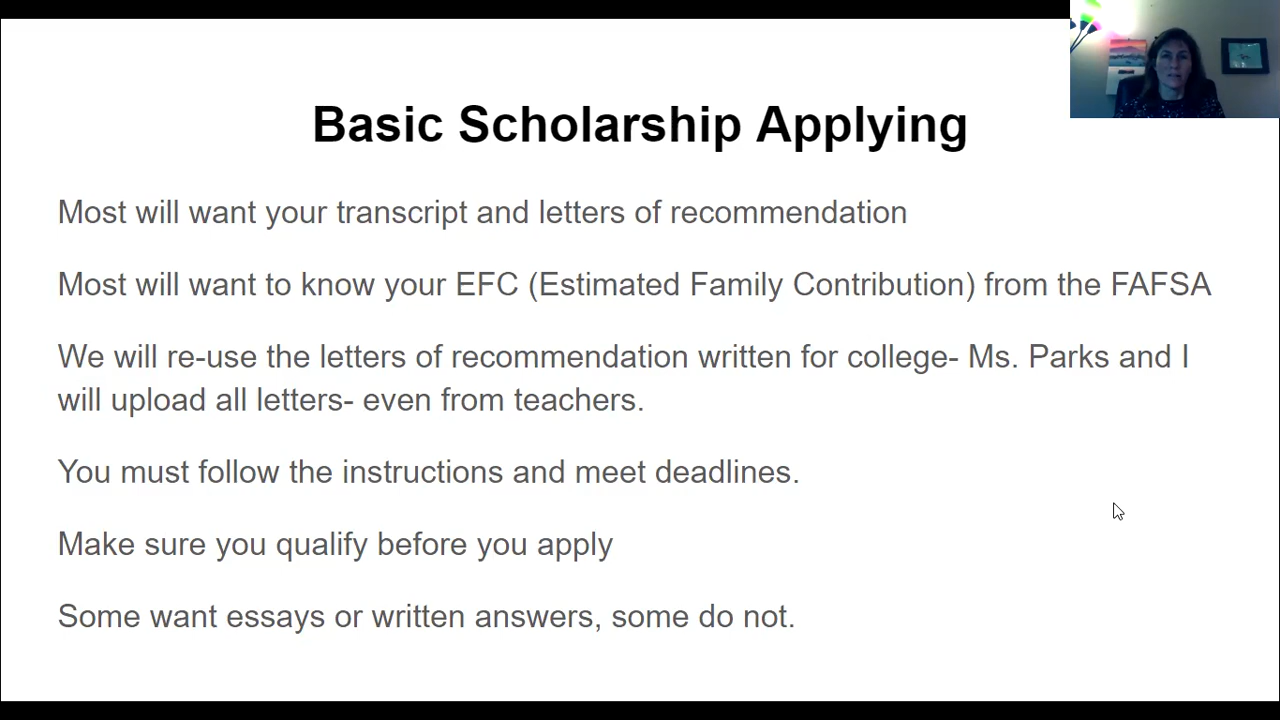 Basic Scholarship Applying
Most will want your transcript and letters of recommendation
Most will want to know your EFC (Estimated Family Contribution) from the FAFSA
We will re-use the letters of recommendation written for college- Ms. Parks and I
will upload all letters- even from teachers.
You must follow the instructions and meet deadlines.
Make sure you qualify before you apply
Some want essays or written answers, some do not.